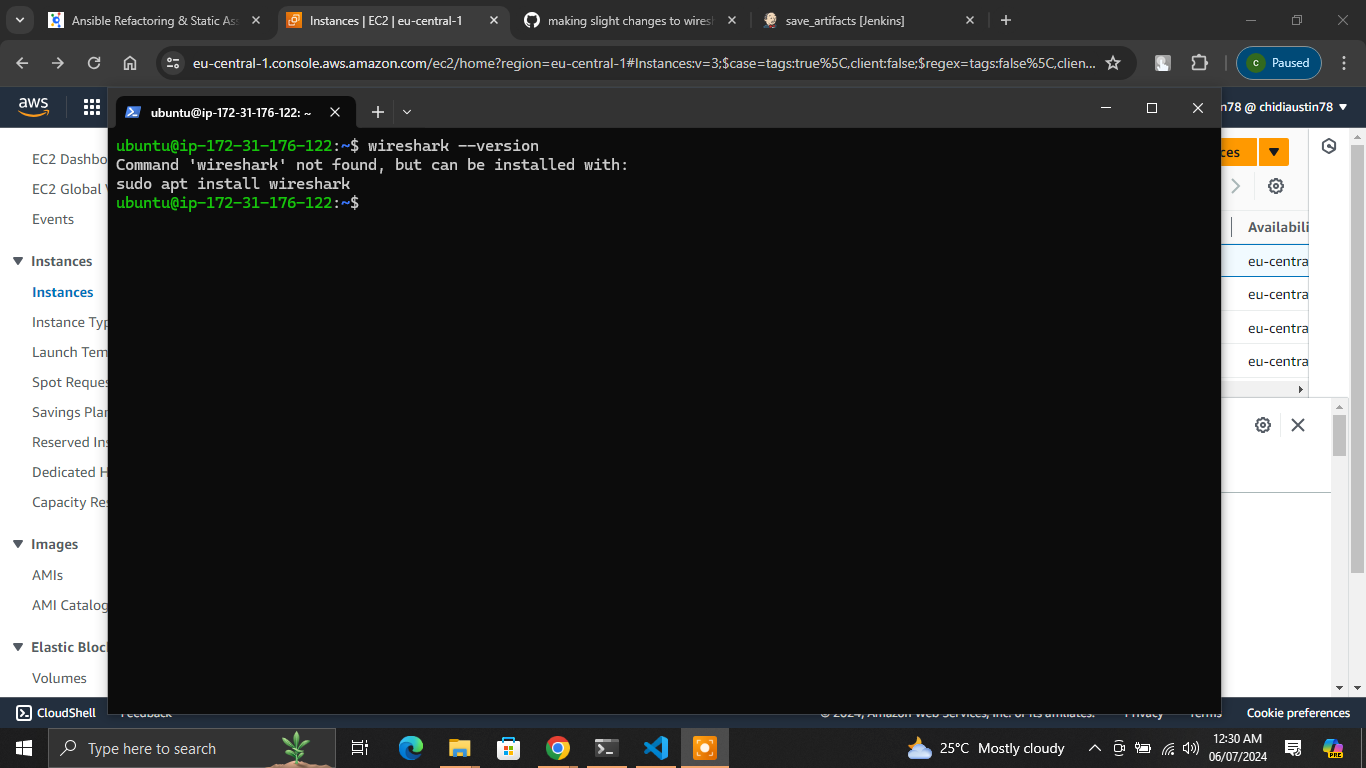 Ansible Refactoring & Static Ass
Instances | EC2 | eu-central-1
making slight changes to wiresh
save_artifacts [Jenkins]
eu-central-1.console.aws.amazon.com/ec2/home?region=eu-central-1#Instances:v=3;$case=tags:true%5C,client:false;$regex=tags:false%5C,clien...
c Paused
aws
n78 @ chidiaustin78
ubuntu@ip-172-31-176-122: ~
ubuntu@ip-172-31-176-122:~$ wireshark --version
Command 'wireshark' not found, but can be installed with:
sudo apt install wireshark
ubuntu@ip-172-31-176-122:~$
EC2 Dashbo
EC2 Global
Events
Instances
Instances
Instance Typ
Launch Tem
Spot Reques
Savings Plan
Reserved Ins
Dedicated H
Capacity Res
Images
AMIs
AMI Catalog
Elastic Bloc
Volumes
ces
Availabili
eu-centra
eu-centra
eu-centra
eu-centra
CloudShell
Feedback
© 2024, Amazon Web Services, Inc. or its affiliates.
Privacy
Terms
Cookie preferences
Type here to search
25°C Mostly cloudy
12:30 AM
06/07/2024
PRE